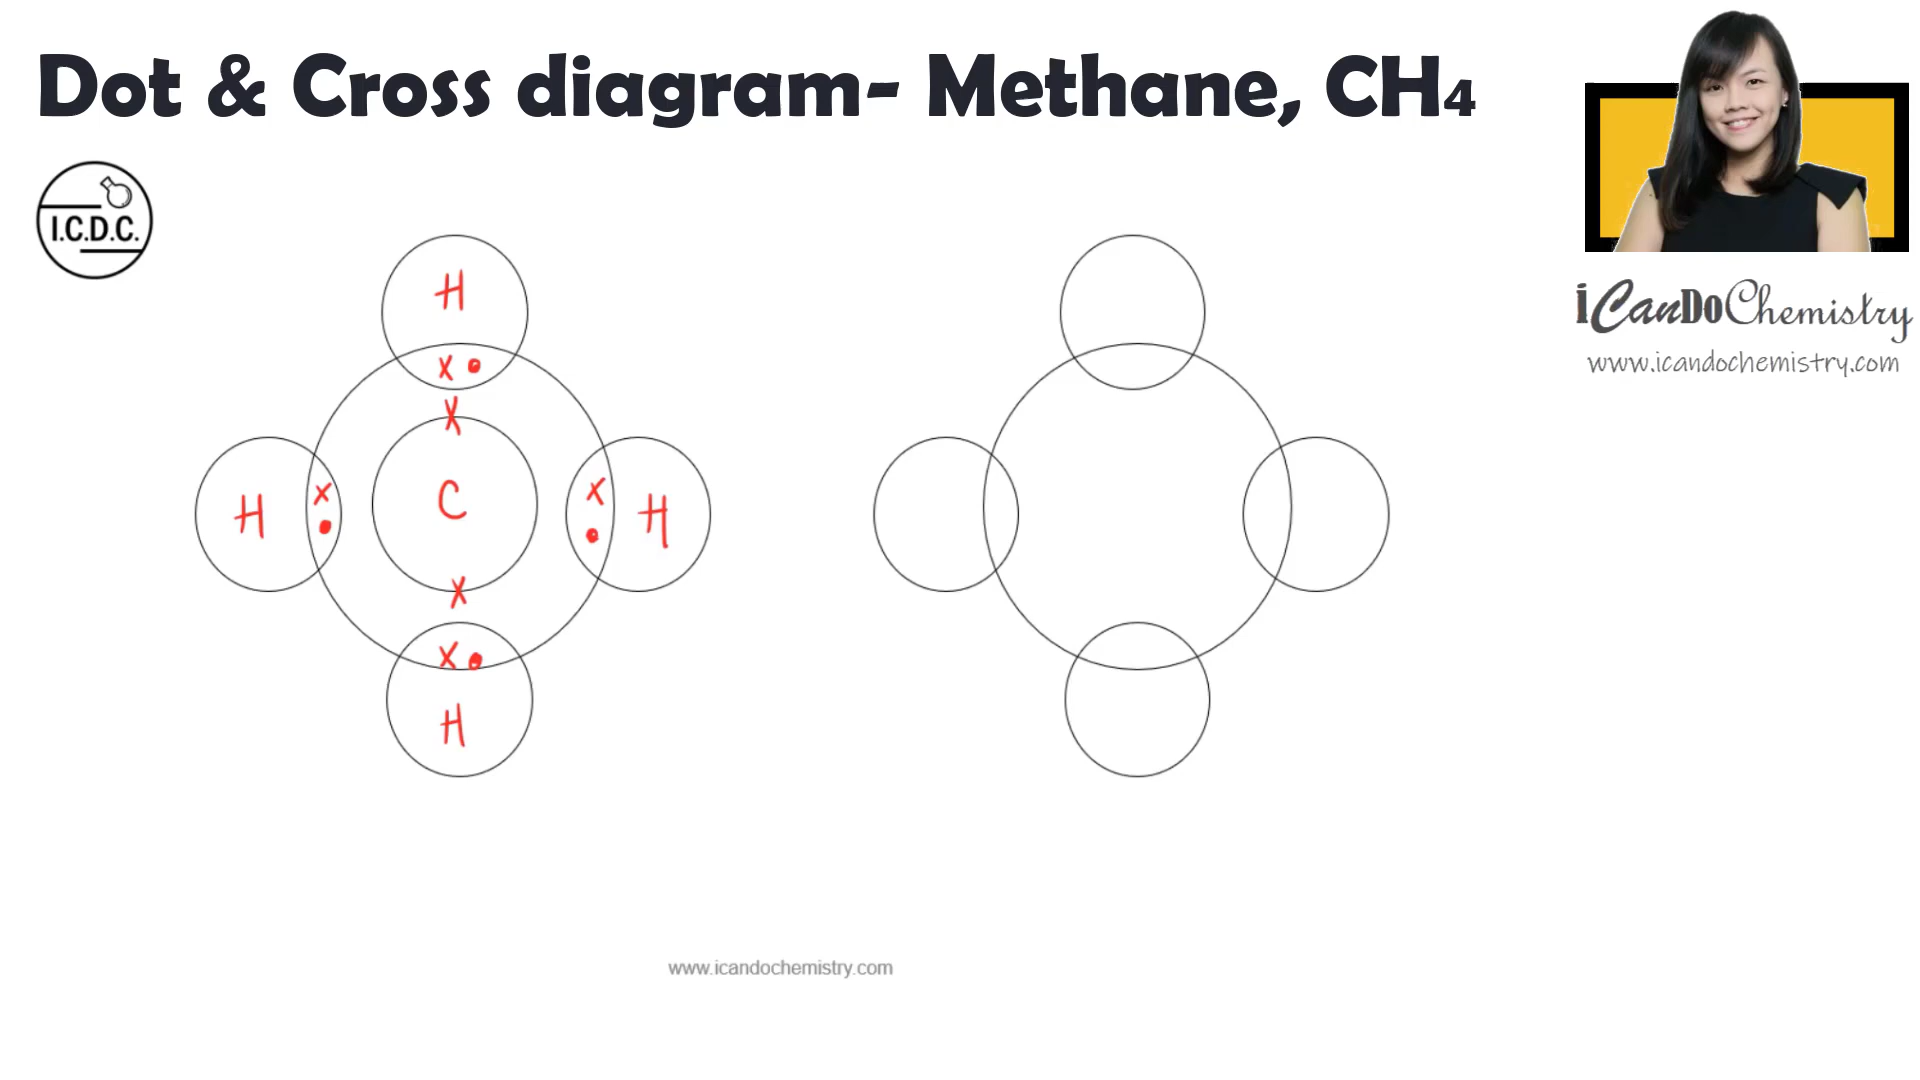 Dot & Cross diagram- Methane, CH4
I.C.D.C.
iCanDoChemistry
www.icandochemistry.com
H
x •
x
H
x
•
C
x
•
H
x
x •
H
www.icandochemistry.com